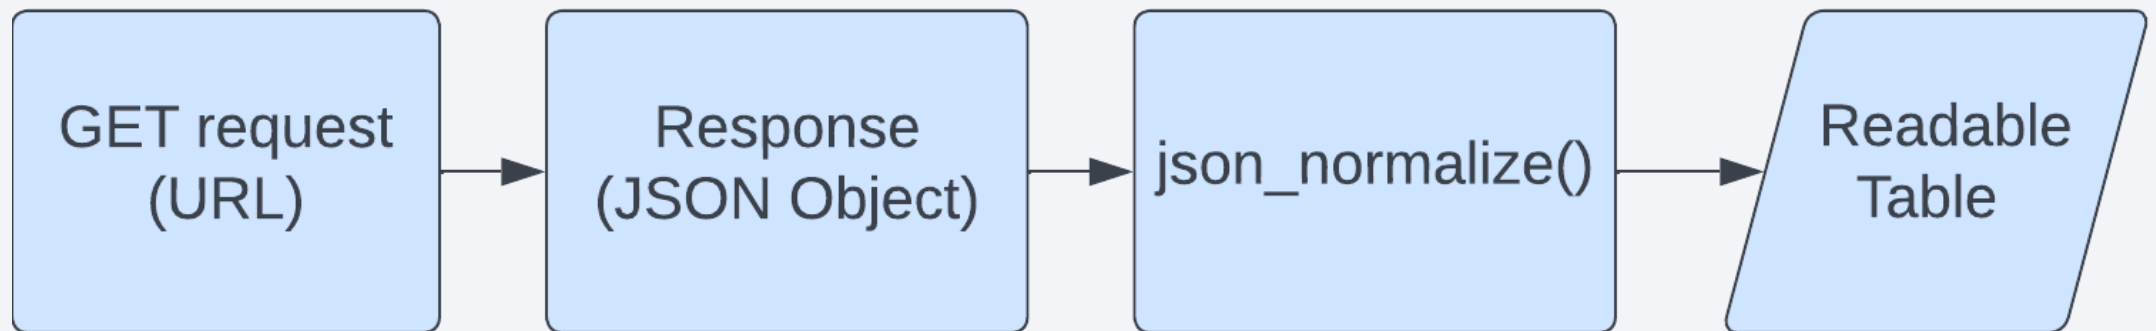 GET request
(URL)
Response
(JSON Object)
json_normalize()
Readable
Table